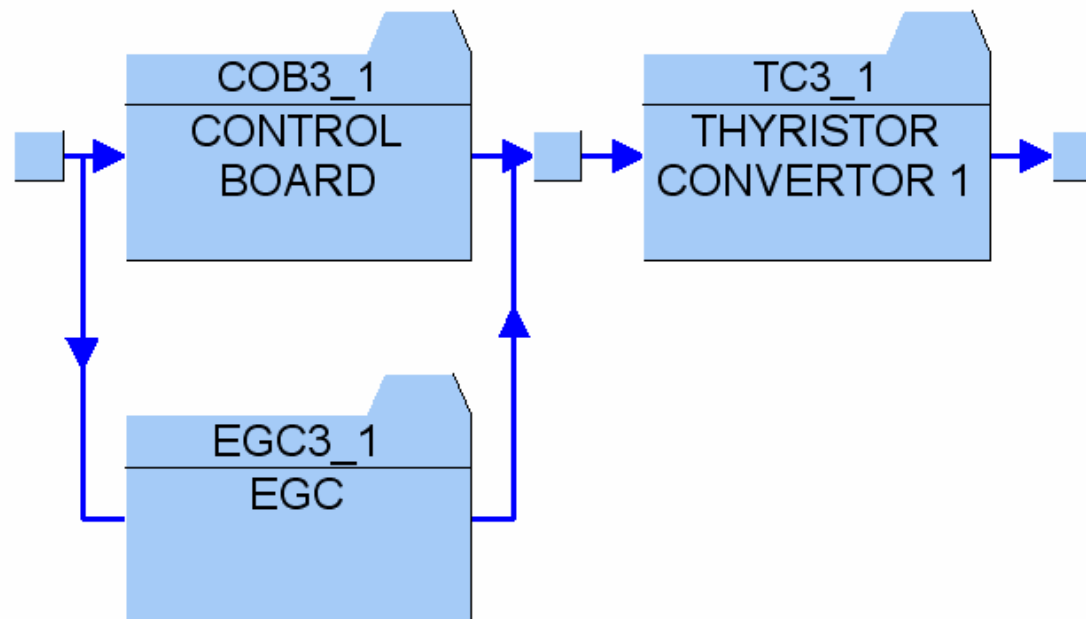 COB3_1
CONTROL
BOARD
TC3_1
THYRISTOR
CONVERTOR 1
EGC3_1
EGC